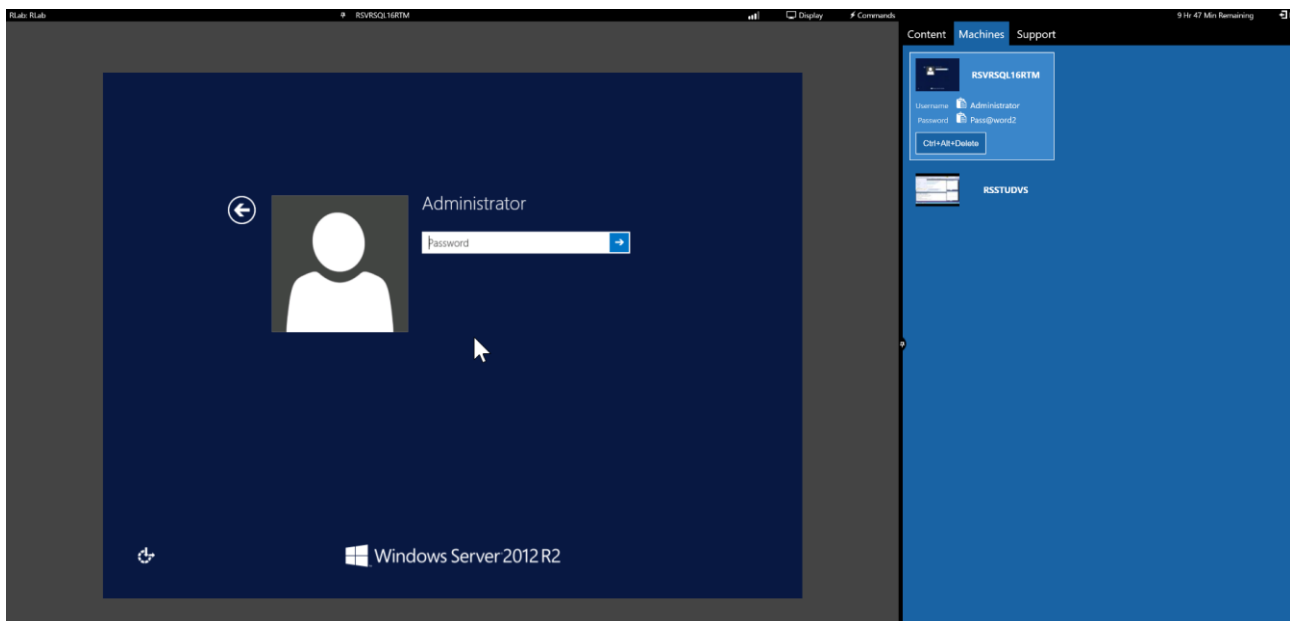 RLab: RLab RSVRSQL16RTM Display Commands 9 Hr 47 Min Remaining
Content Machines Support
RSVRSQL16RTM
Username Administrator
Password Pass@word2
Ctrl+Alt+Delete
RSSTUDVS
Administrator
Password
Windows Server 2012 R2